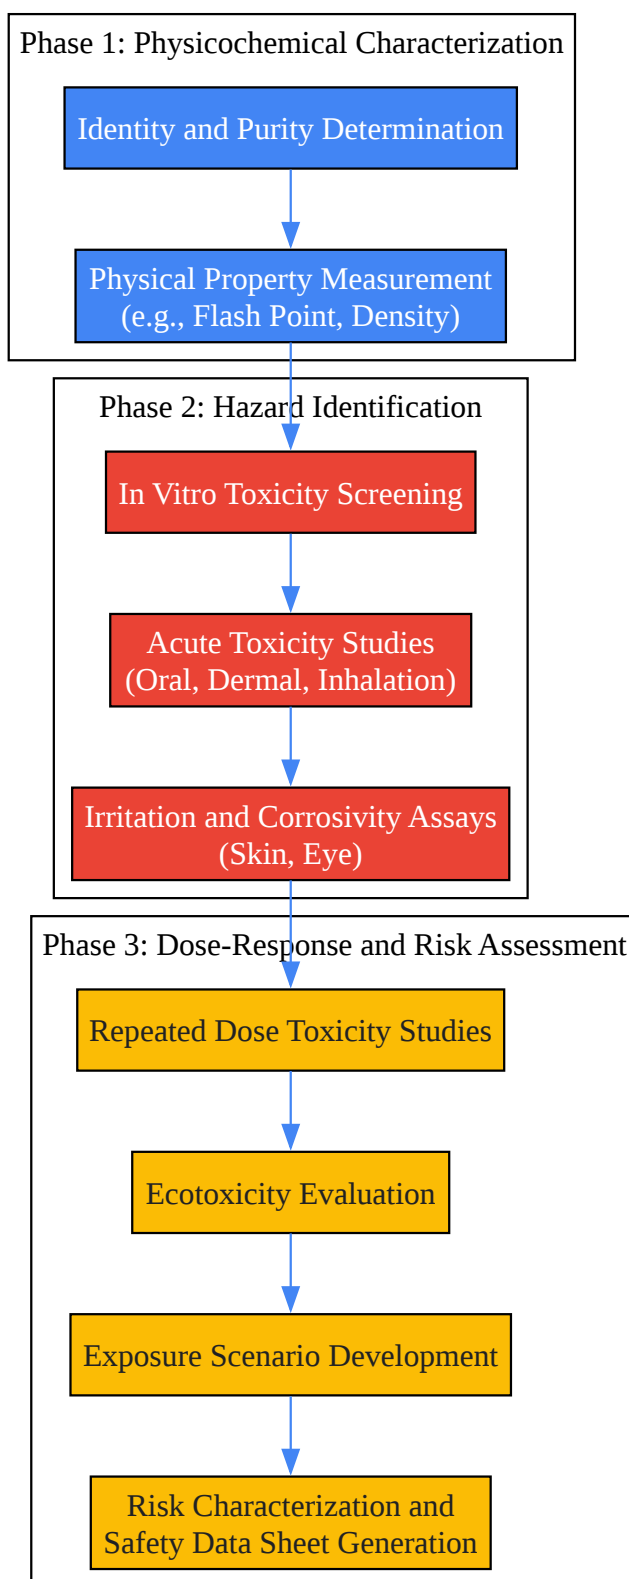 Phase 1: Physicochemical Characterization
Identity and Purity Determination
Physical Property Measurement
(e.g., Flash Point, Density)
Phase 2: Hazard Identification
In Vitro Toxicity Screening
Acute Toxicity Studies
(Oral, Dermal, Inhalation)
Irritation and Corrosivity Assays
(Skin, Eye)
Phase 3: Dose-Response and Risk Assessment
Repeated Dose Toxicity Studies
Ecotoxicity Evaluation
Exposure Scenario Development
Risk Characterization and
Safety Data Sheet Generation